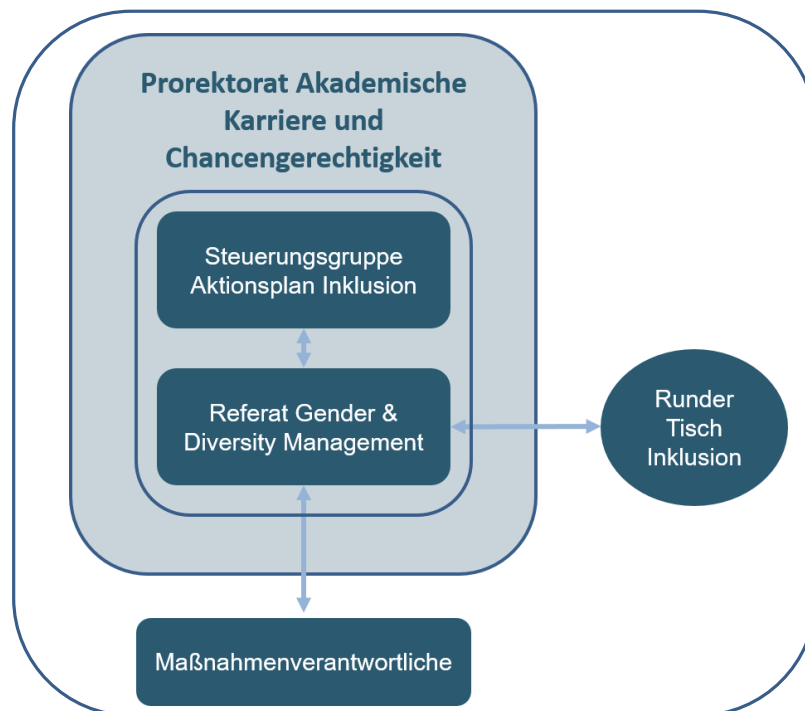 Prorektorat Akademische
Karriere und
Chancengerechtigkeit
Steuerungsgruppe
Aktionsplan Inklusion
Referat Gender &
Diversity Management
Runder
Tisch
Inklusion
Maßnahmenverantwortliche